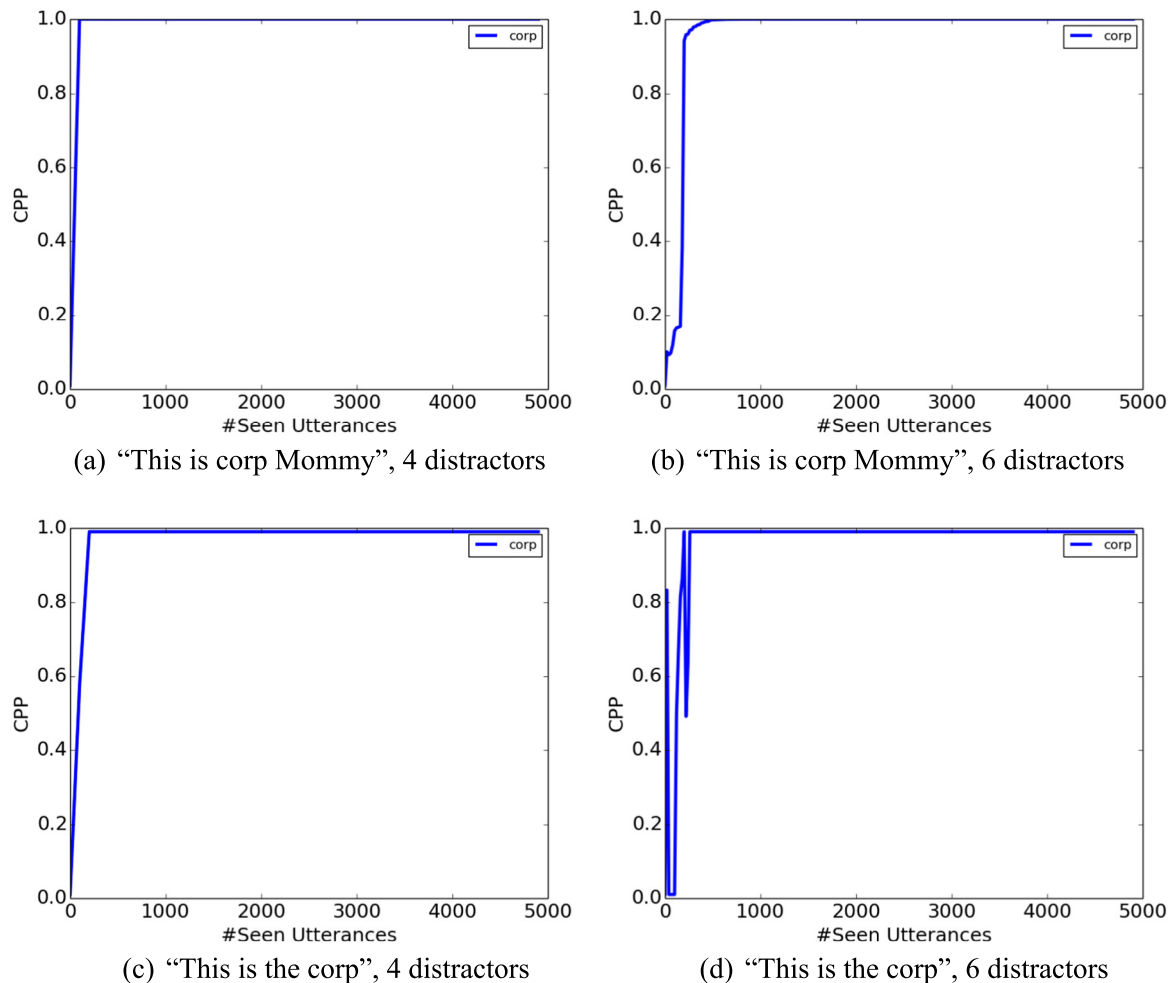 1.0
0.8
0.6
0.4
0.2
0.0
CPP
corp
0 1000 2000 3000 4000 5000
#Seen Utterances
(a) “This is corp Mommy”, 4 distractors
1.0
0.8
0.6
0.4
0.2
0.0
CPP
corp
0 1000 2000 3000 4000 5000
#Seen Utterances
(b) “This is corp Mommy”, 6 distractors
1.0
0.8
0.6
0.4
0.2
0.0
CPP
corp
0 1000 2000 3000 4000 5000
#Seen Utterances
(c) “This is the corp”, 4 distractors
1.0
0.8
0.6
0.4
0.2
0.0
CPP
corp
0 1000 2000 3000 4000 5000
#Seen Utterances
(d) “This is the corp”, 6 distractors